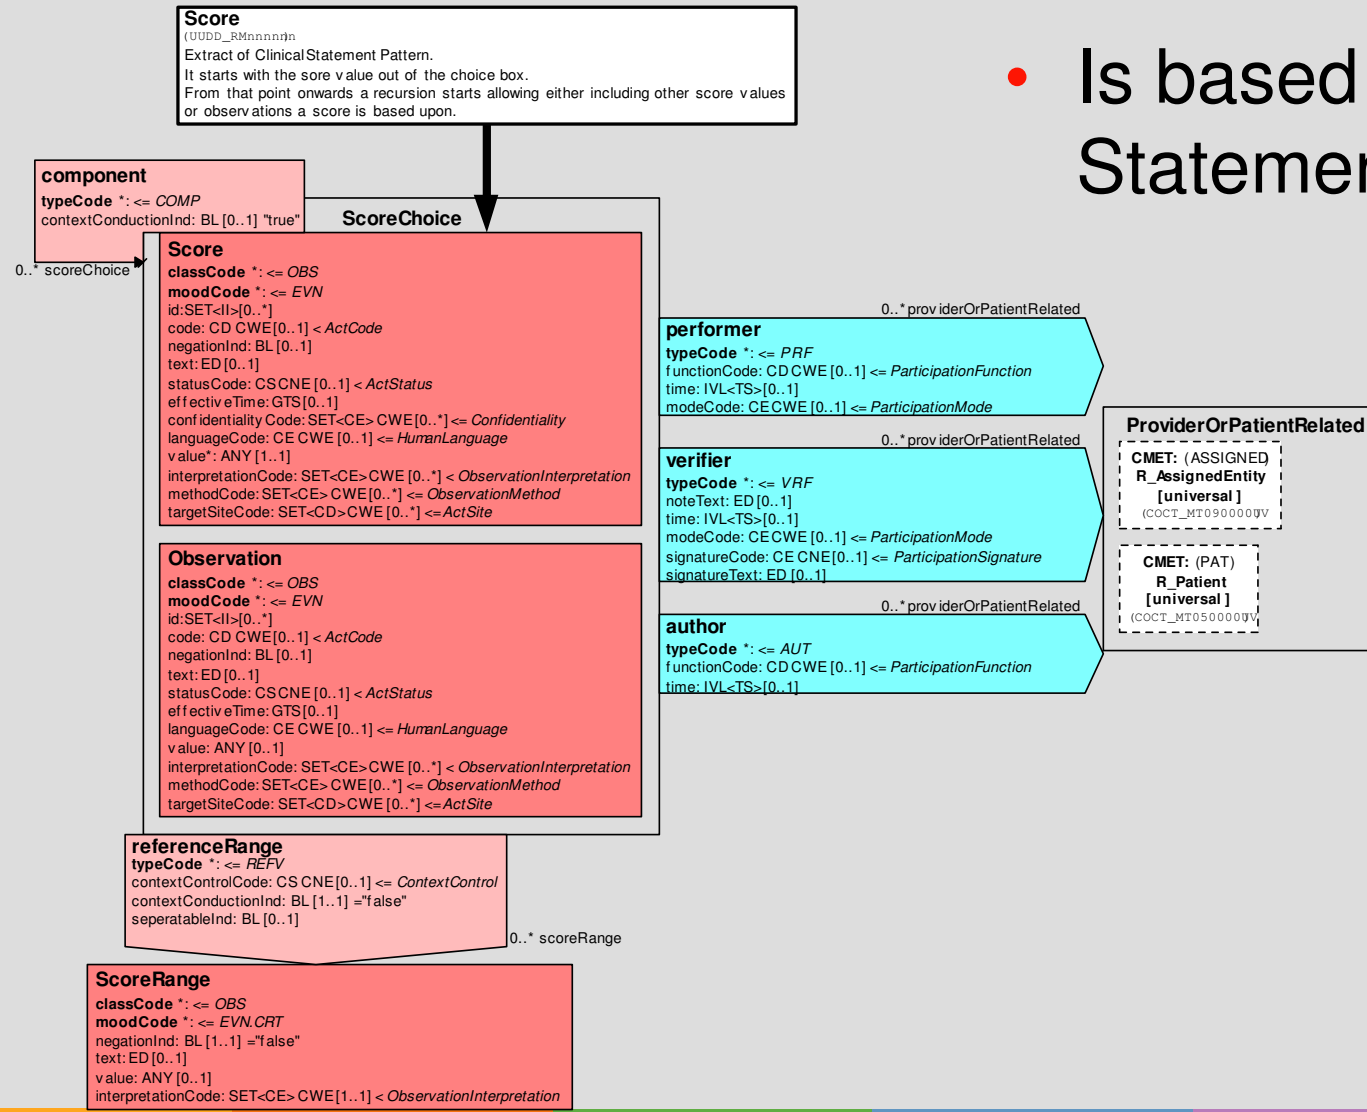 Score
(UUDD_RMnnnnnn
Extract of ClinicalStatement Pattern.
It starts with the sore value out of the choice box.
From that point onwards a recursion starts allowing either including other score values
or observations a score is based upon.
• Is based
Statemen
component
typeCode *: <= COMP
contextConductionInd: BL [0..1] "true"
0..* scoreChoice
ScoreChoice
Score
classCode *: <= OBS
moodCode *: <= EVN
id:SET<II>[0..*]
code: CD CWE [0..1] < ActCode
negationInd: BL [0..1]
text: ED [0..1]
statusCode: CS CNE [0..1] < ActStatus
effectiveTime: GTS [0..1]
confidentialityCode: SET<CE> CWE [0..*] <= Confidentiality
languageCode: CE CWE [0..1] <= HumanLanguage
value*: ANY [1..1]
interpretationCode: SET<CE> CWE [0..*] < ObservationInterpretation
methodCode: SET<CE> CWE [0..*] <= ObservationMethod
targetSiteCode: SET<CD> CWE [0..*] <= ActSite
Observation
classCode *: <= OBS
moodCode *: <= EVN
id:SET<II>[0..*]
code: CD CWE [0..1] < ActCode
negationInd: BL [0..1]
text: ED [0..1]
statusCode: CS CNE [0..1] < ActStatus
effectiveTime: GTS [0..1]
languageCode: CE CWE [0..1] <= HumanLanguage
value: ANY [0..1]
interpretationCode: SET<CE> CWE [0..*] < ObservationInterpretation
methodCode: SET<CE> CWE [0..*] <= ObservationMethod
targetSiteCode: SET<CD> CWE [0..*] <= ActSite
0..* providerOrPatientRelated
performer
typeCode *: <= PRF
functionCode: CD CWE [0..1] <= ParticipationFunction
time: IVL<TS> [0..1]
modeCode: CE CWE [0..1] <= ParticipationMode
0..* providerOrPatientRelated
verifier
typeCode *: <= VRF
noteText: ED [0..1]
time: IVL<TS> [0..1]
modeCode: CE CWE [0..1] <= ParticipationMode
signatureCode: CE CNE [0..1] <= ParticipationSignature
signatureText: ED [0..1]
0..* providerOrPatientRelated
author
typeCode *: <= AUT
functionCode: CD CWE [0..1] <= ParticipationFunction
time: IVL<TS> [0..1]
ProviderOrPatientRelated
CMET: (ASSIGNED)
R_AssignedEntity
[universal]
(COCT_MT090000UV
CMET: (PAT)
R_Patient
[universal]
(COCT_MT050000UV
referenceRange
typeCode *: <= REFV
contextControlCode: CS CNE [0..1] <= ContextControl
contextConductionInd: BL [1..1] ="false"
seperatableInd: BL [0..1]
0..* scoreRange
ScoreRange
classCode *: <= OBS
moodCode *: <= EVN.CRT
negationInd: BL [1..1] ="false"
text: ED [0..1]
value: ANY [0..1]
interpretationCode: SET<CE> CWE [1..1] < ObservationInterpretation